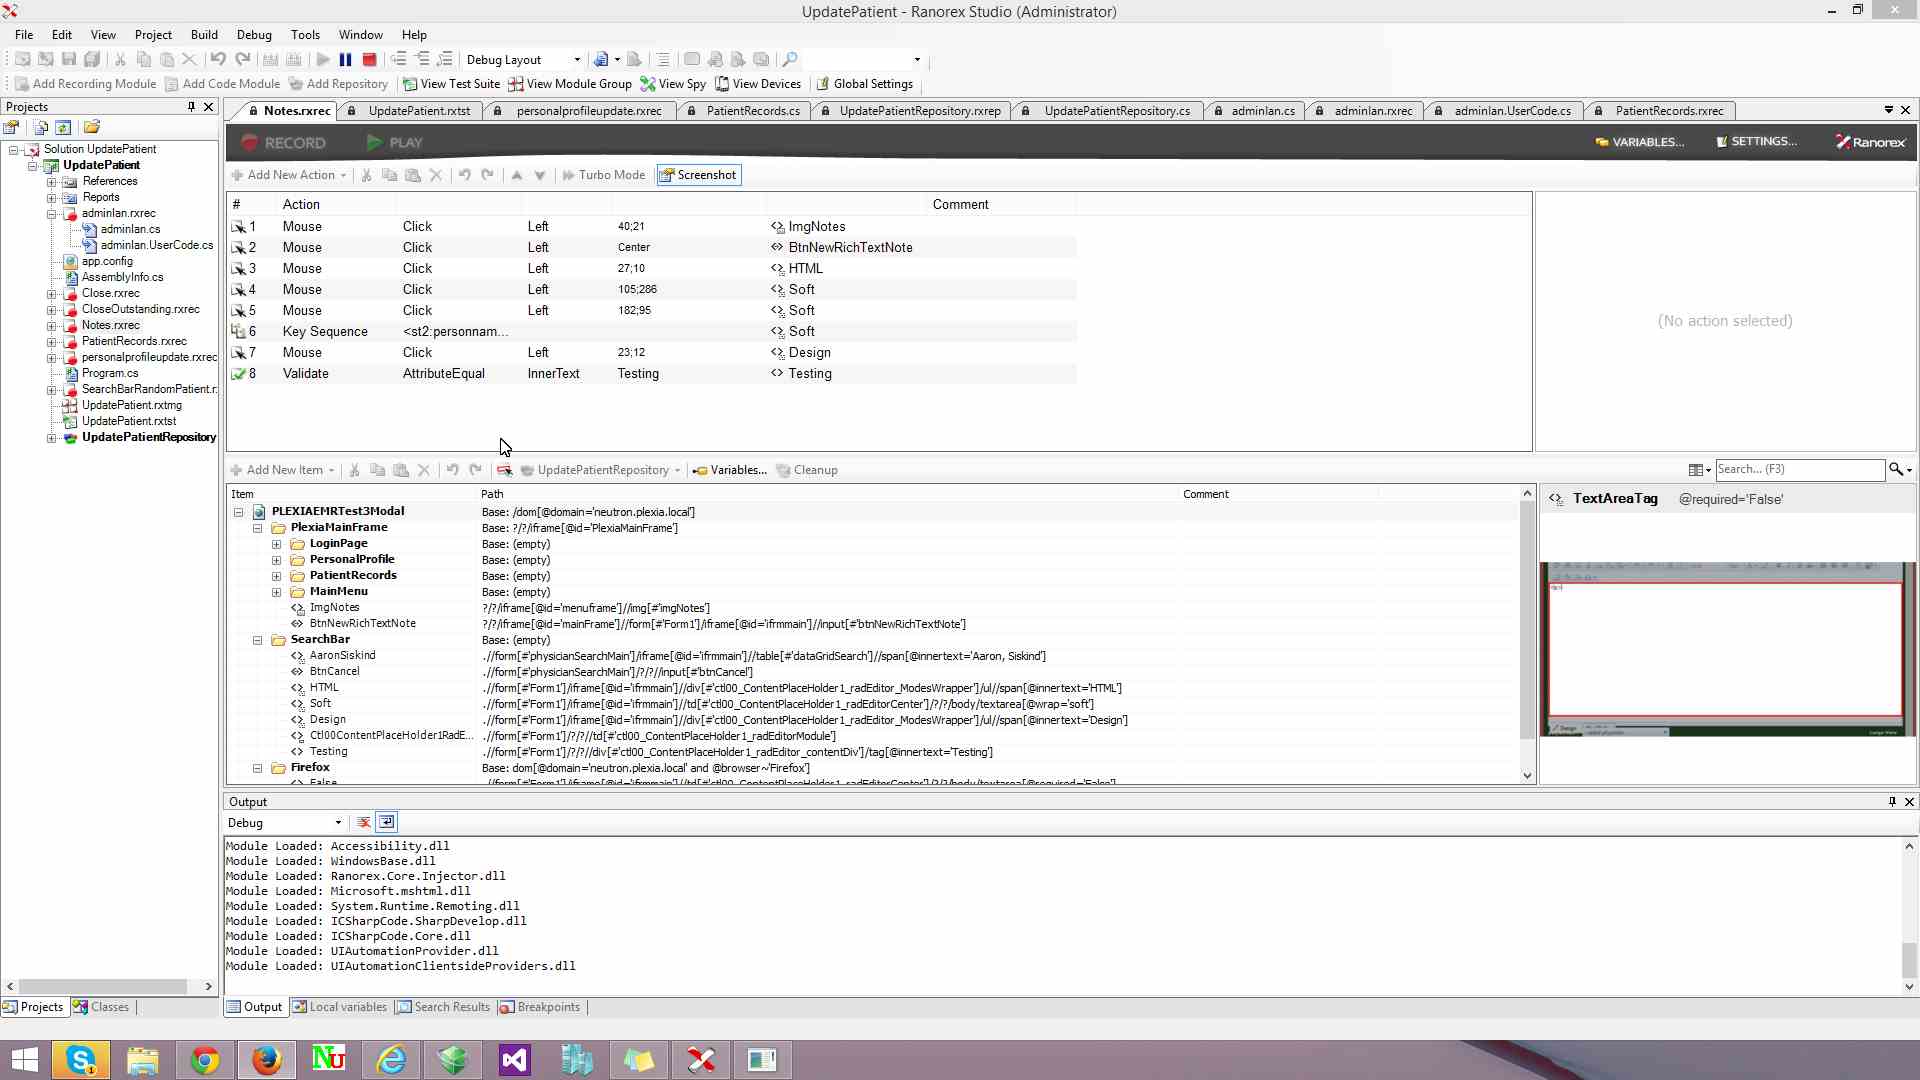 UpdatePatient - Ranorex Studio (Administrator)
File Edit View Project Build Debug Tools Window Help
Debug Layout
Add Recording Module Add Code Module Add Repository View Test Suite View Module Group View Spy View Devices Global Settings
Projects
Notes.rxrec UpdatePatient.rxtst personalprofileupdate.rxrec PatientRecords.cs UpdatePatientRepository.rxrep UpdatePatientRepository.cs adminlan.cs adminlan.rxrec adminlan.UserCode.cs PatientRecords.rxrec
RECORD PLAY VARIABLES... SETTINGS... Ranorex
Solution UpdatePatient
UpdatePatient
References
Reports
adminlan.rxrec
adminlan.cs
adminlan.UserCode.cs
app.config
AssemblyInfo.cs
Close.rxrec
CloseOutstanding.rxrec
Notes.rxrec
PatientRecords.rxrec
personalprofileupdate.rxrec
Program.cs
SearchBarRandomPatient.r
UpdatePatient.rxtmg
UpdatePatient.rxtst
UpdatePatientRepository
Add New Action Turbo Mode Screenshot
# Action Comment
1 Mouse Click Left 40;21 ImgNotes
2 Mouse Click Left Center BtnNewRichTextNote
3 Mouse Click Left 27;10 HTML
4 Mouse Click Left 105;286 Soft
5 Mouse Click Left 182;95 Soft
6 Key Sequence <st2:personnam... Soft
7 Mouse Click Left 23;12 Design
8 Validate AttributeEqual InnerText Testing Testing
(No action selected)
Add New Item UpdatePatientRepository Variables... Cleanup Search... (F3)
Item Path Comment
PLEXIAEMRTest3Modal Base: /dom[@domain='neutron.plexia.local']
PlexiaMainFrame Base: ?/?/iframe[@id='PlexiaMainFrame']
LoginPage Base: (empty)
PersonalProfile Base: (empty)
PatientRecords Base: (empty)
MainMenu Base: (empty)
ImgNotes ?/?/iframe[@id='menuframe']//img[#'imgNotes']
BtnNewRichTextNote ?/?/iframe[@id='mainFrame']//form[#'Form1']/iframe[@id='ifrmmain']//input[#'btnNewRichTextNote']
SearchBar Base: (empty)
AaronSiskind .//form[#'physicianSearchMain']/iframe[@id='ifrmmain']//table[#'dataGridSearch']//span[@innertext='Aaron, Siskind']
BtnCancel .//form[#'physicianSearchMain']/?/?//input[#'btnCancel']
HTML .//form[#'Form1']/iframe[@id='ifrmmain']//div[#'ctl00_ContentPlaceHolder1_radEditor_ModesWrapper']/ul//span[@innertext='HTML']
Soft .//form[#'Form1']/iframe[@id='ifrmmain']//td[#'ctl00_ContentPlaceHolder1_radEditorCenter']/?/?/body/textarea[@wrap='soft']
Design .//form[#'Form1']/iframe[@id='ifrmmain']//div[#'ctl00_ContentPlaceHolder1_radEditor_ModesWrapper']/ul//span[@innertext='Design']
Ctl00ContentPlaceHolder1RadE... .//form[#'Form1']/?/?//td[#'ctl00_ContentPlaceHolder1_radEditorModule']
Testing .//form[#'Form1']/?/?//div[#'ctl00_ContentPlaceHolder1_radEditor_contentDiv']/tag[@innertext='Testing']
Firefox Base: dom[@domain='neutron.plexia.local' and @browser~'Firefox']
False .//form[#'Form1']/iframe[@id='ifrmmain']//td[#'ctl00_ContentPlaceHolder1_radEditorCenter']/?/?/body/textarea[@required='False']
TextAreaTag @required='False'
Design
Output
Debug
Module Loaded: Accessibility.dll
Module Loaded: WindowsBase.dll
Module Loaded: Ranorex.Core.Injector.dll
Module Loaded: Microsoft.mshtml.dll
Module Loaded: System.Runtime.Remoting.dll
Module Loaded: ICSharpCode.SharpDevelop.dll
Module Loaded: ICSharpCode.Core.dll
Module Loaded: UIAutomationProvider.dll
Module Loaded: UIAutomationClientsideProviders.dll
Projects Classes Output Local variables Search Results Breakpoints
Nu